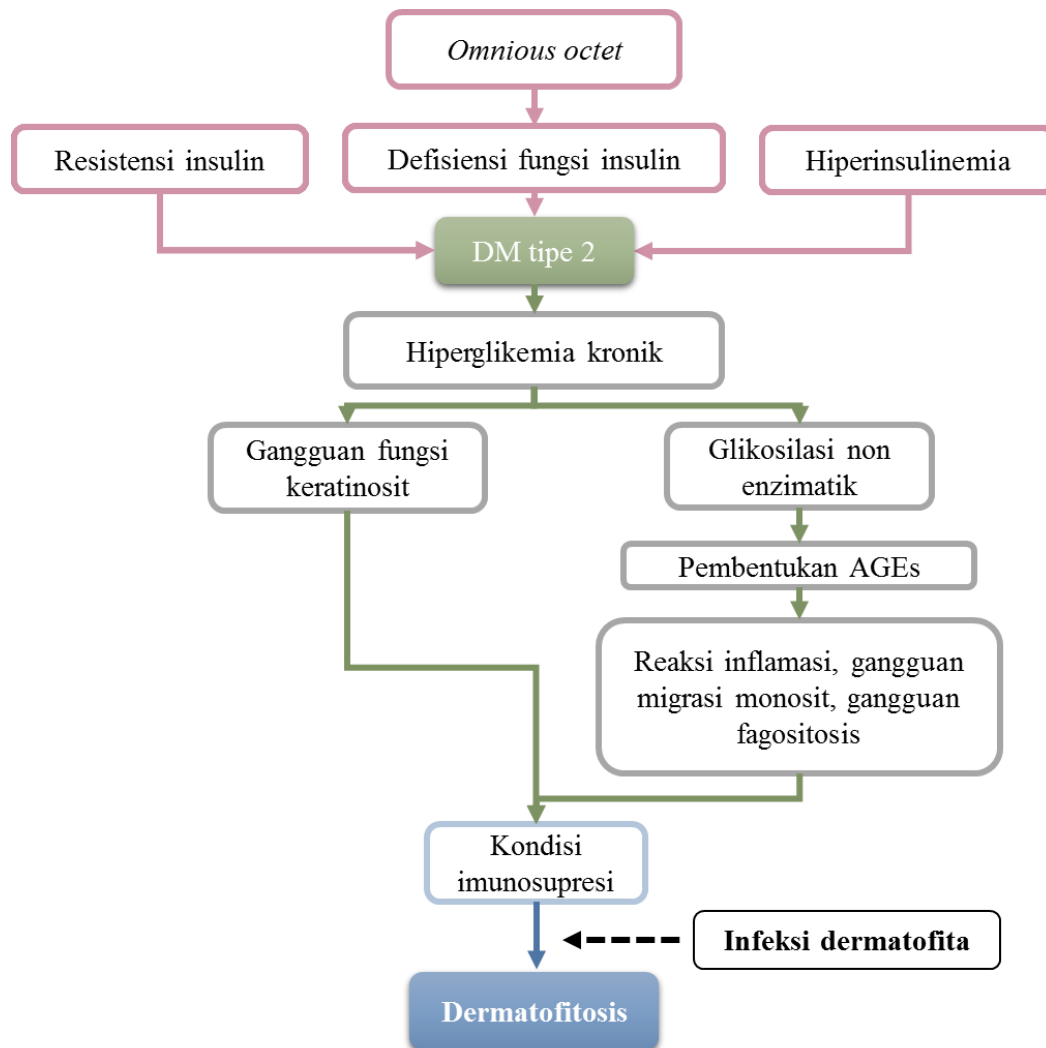 Omnious octet
Resistensi insulin
Defisiensi fungsi insulin
Hiperinsulinemia
DM tipe 2
Hiperglikemia kronik
Gangguan fungsi
keratinosit
Glikosilasi non
enzimatik
Pembentukan AGEs
Reaksi inflamasi, gangguan
migrasi monosit, gangguan
fagositosis
Kondisi
imunosupresi
Infeksi dermatofita
Dermatofitosis